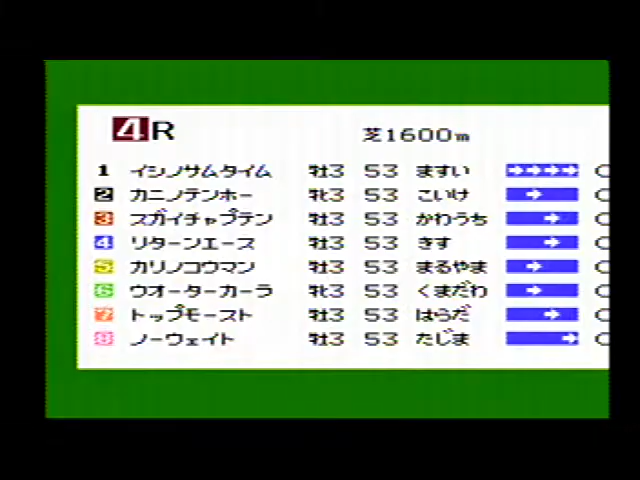 4R 芝1600m
1 イシノサムタイム 牡3 53 ますい →→→→ ○
2 カニノテンホー 牝3 53 こいけ → ○
3 スガイチャプテン 牡3 53 かわうち → ○
4 リターンエース 牡3 53 きす → ○
5 カリノコウマン 牡3 53 まるやま → ○
6 ウオーターカーラ 牝3 53 くまだわ → ○
7 トップモースト 牡3 53 はらだ → ○
8 ノーウェイト 牡3 53 たじま → ○